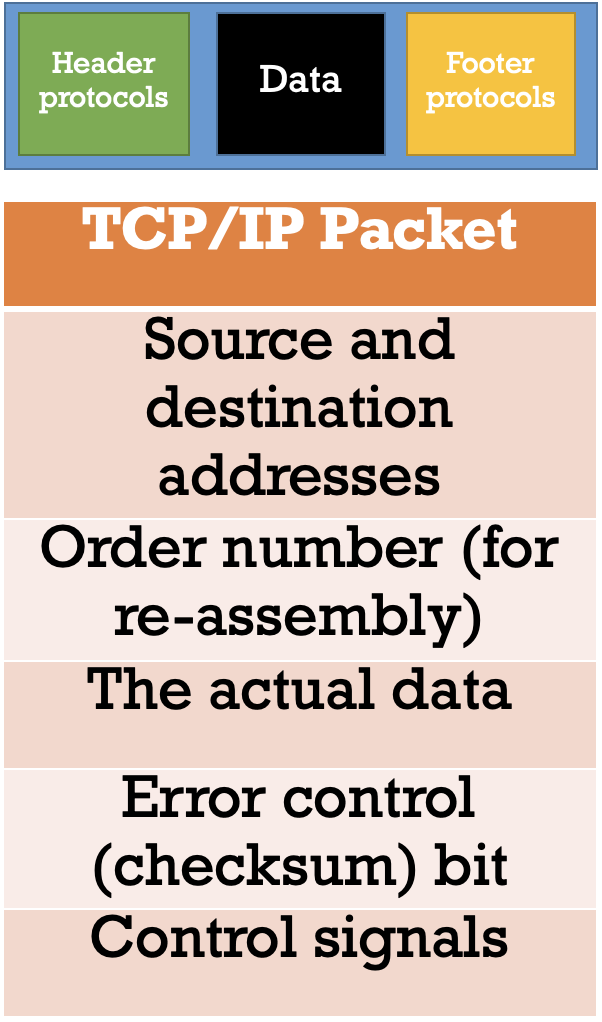 Header
protocols
Data
Footer
protocols
TCP/IP Packet
Source and
destination
addresses
Order number (for
re-assembly)
The actual data
Error control
(checksum) bit
Control signals